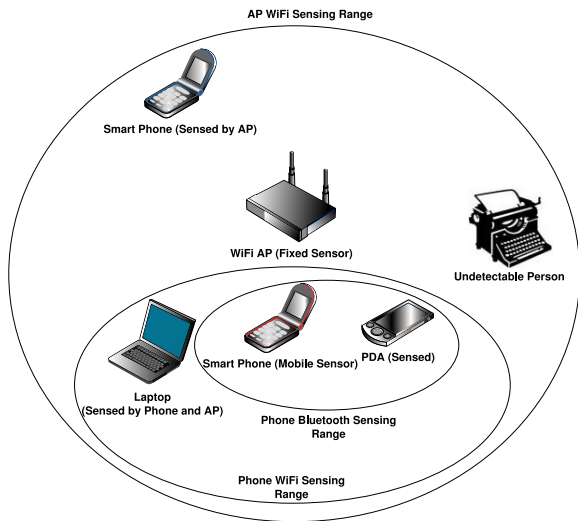 AP WiFi Sensing Range
Smart Phone (Sensed by AP)
WiFi AP (Fixed Sensor)
Undetectable Person
Smart Phone (Mobile Sensor)
PDA (Sensed)
Laptop
(Sensed by Phone and AP)
Phone Bluetooth Sensing
Range
Phone WiFi Sensing
Range